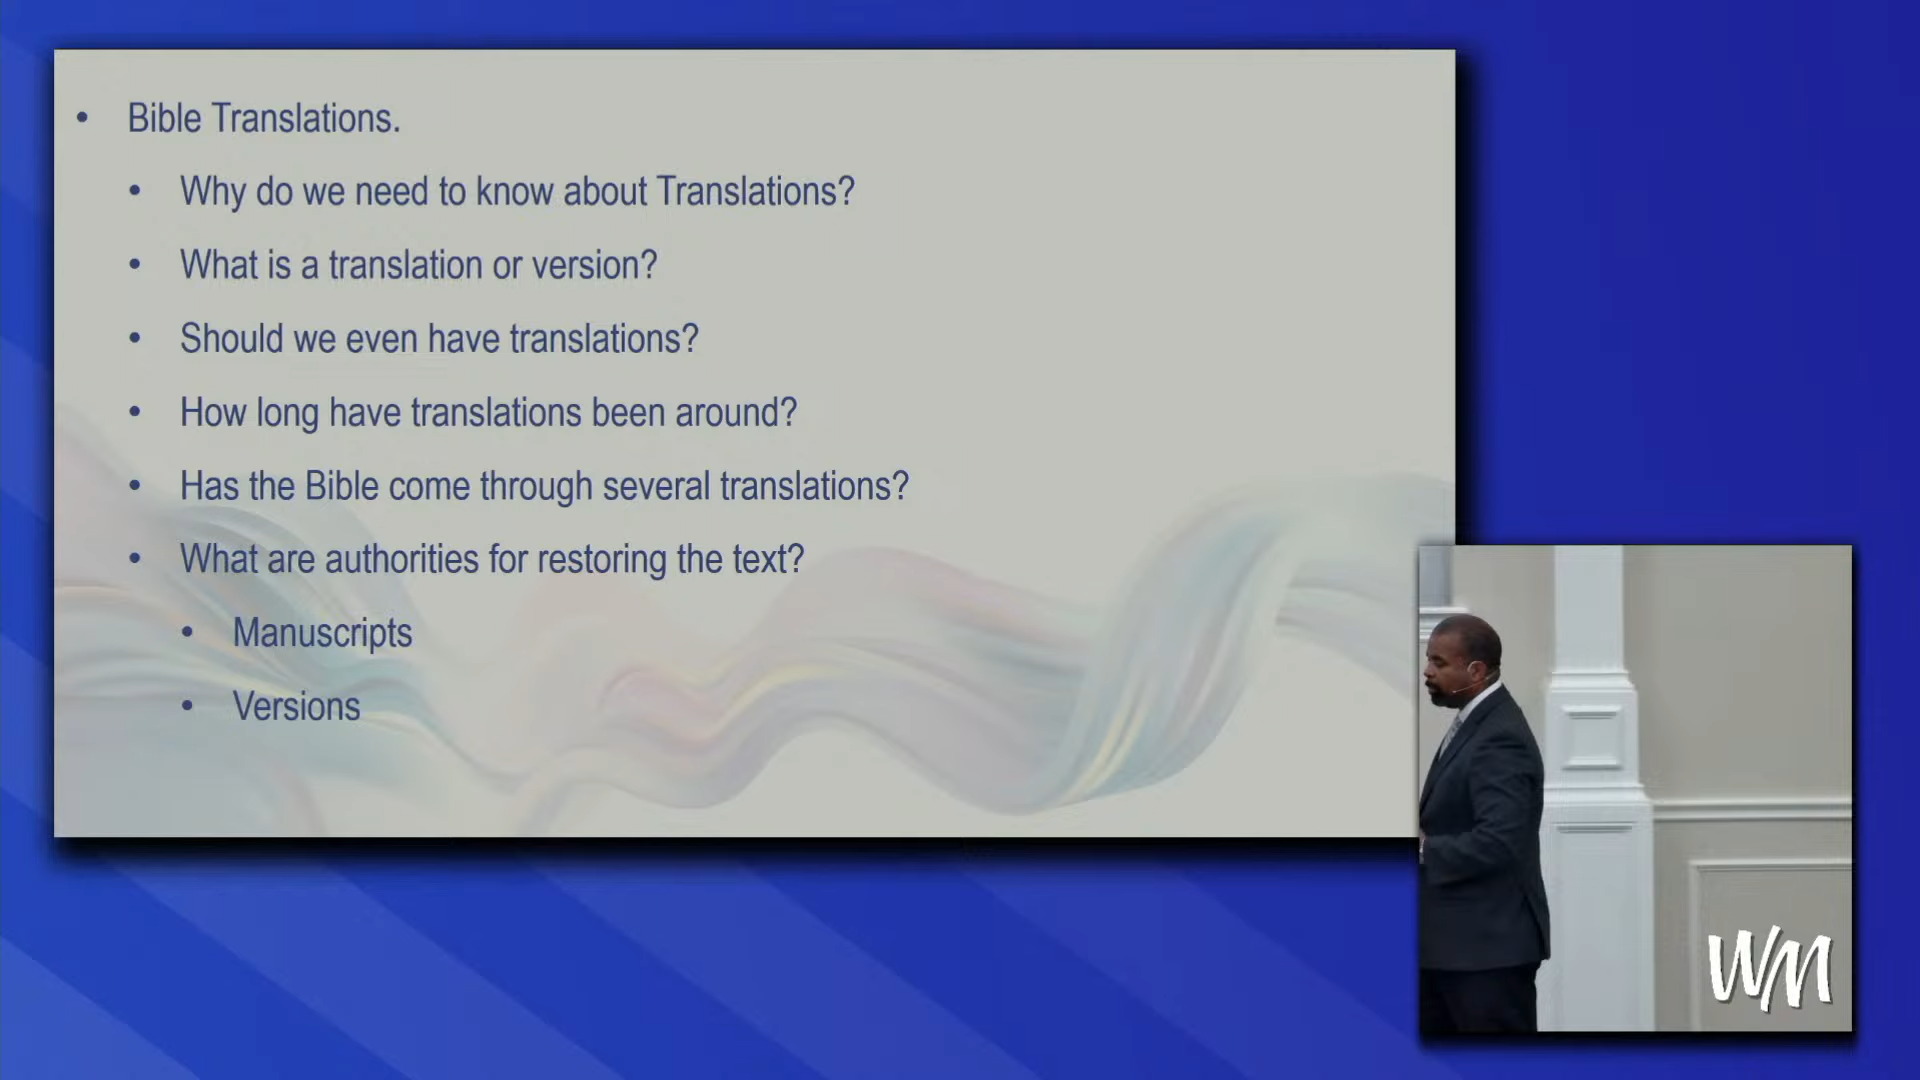 Bible Translations.
Why do we need to know about Translations?
What is a translation or version?
Should we even have translations?
How long have translations been around?
Has the Bible come through several translations?
What are authorities for restoring the text?
Manuscripts
Versions
WM